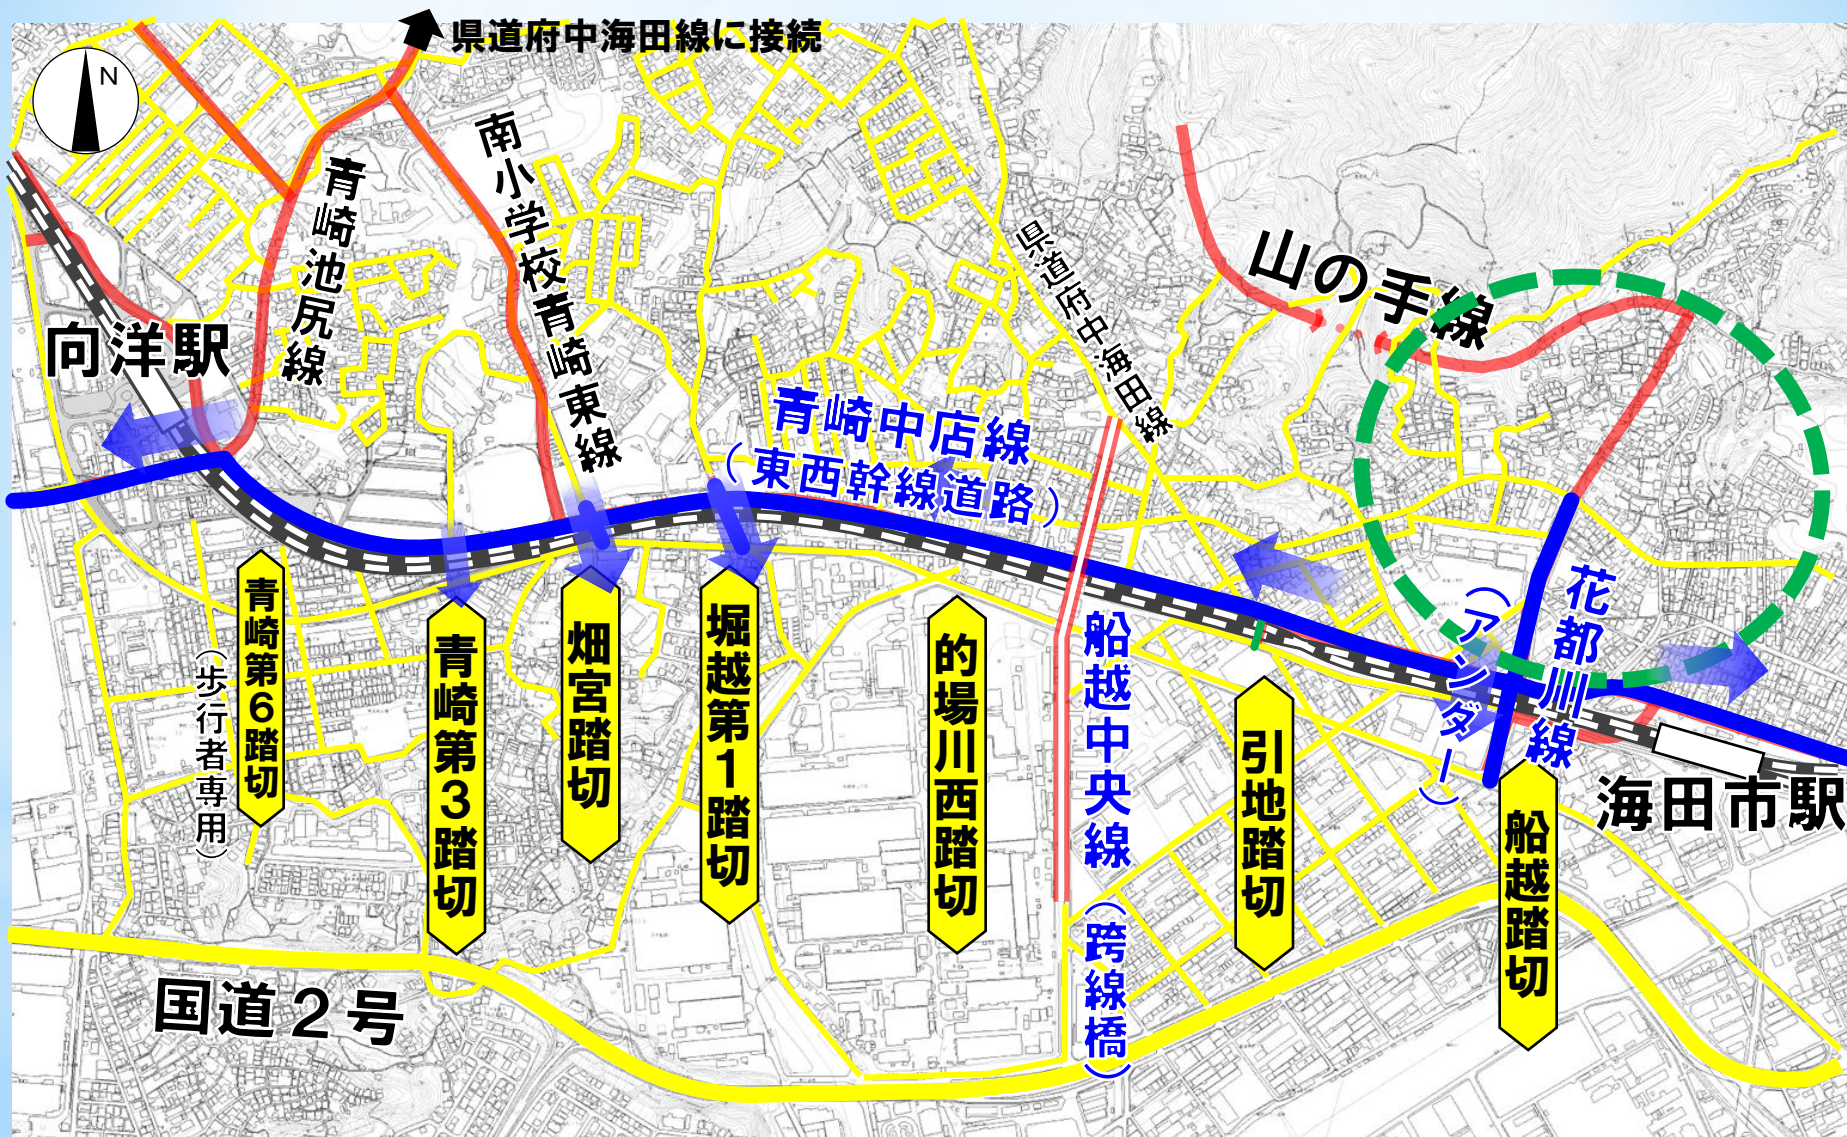 県道府中海田線に接続
N
青崎池尻線
南小学校青崎東線
県道府中海田線
山の手線
向洋駅
青崎中店線
(東西幹線道路)
青崎第6踏切
(歩行者専用)
青崎第3踏切
畑宮踏切
堀越第1踏切
的場川西踏切
船越中央線
(跨線橋)
引地踏切
花都川線
(アンダー)
船越踏切
海田市駅
国道2号